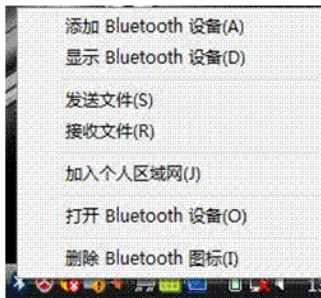 添加 Bluetooth 设备(A)
显示 Bluetooth 设备(D)
发送文件(S)
接收文件(R)
加入个人区域网(J)
打开 Bluetooth 设备(O)
删除 Bluetooth 图标(I)